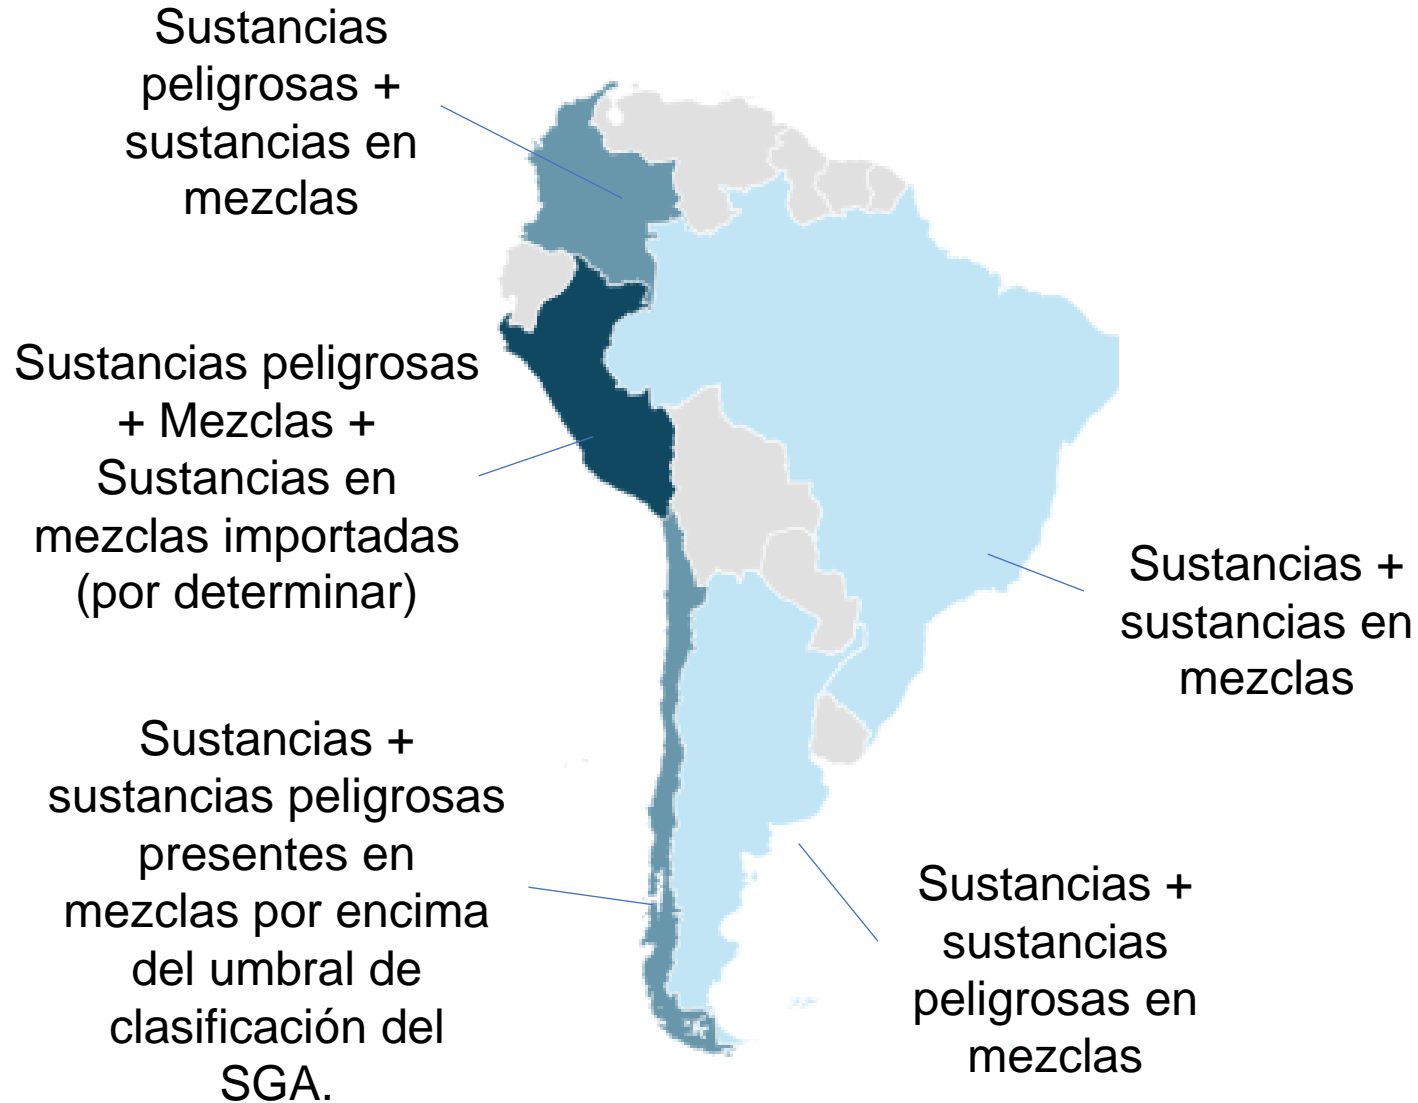 Sustancias
peligrosas +
sustancias en
mezclas
Sustancias peligrosas
+ Mezclas +
Sustancias en
mezclas importadas
(por determinar)
Sustancias +
sustancias en
mezclas
Sustancias +
sustancias peligrosas
presentes en
mezclas por encima
del umbral de
clasificación del
SGA.
Sustancias +
sustancias
peligrosas en
mezclas